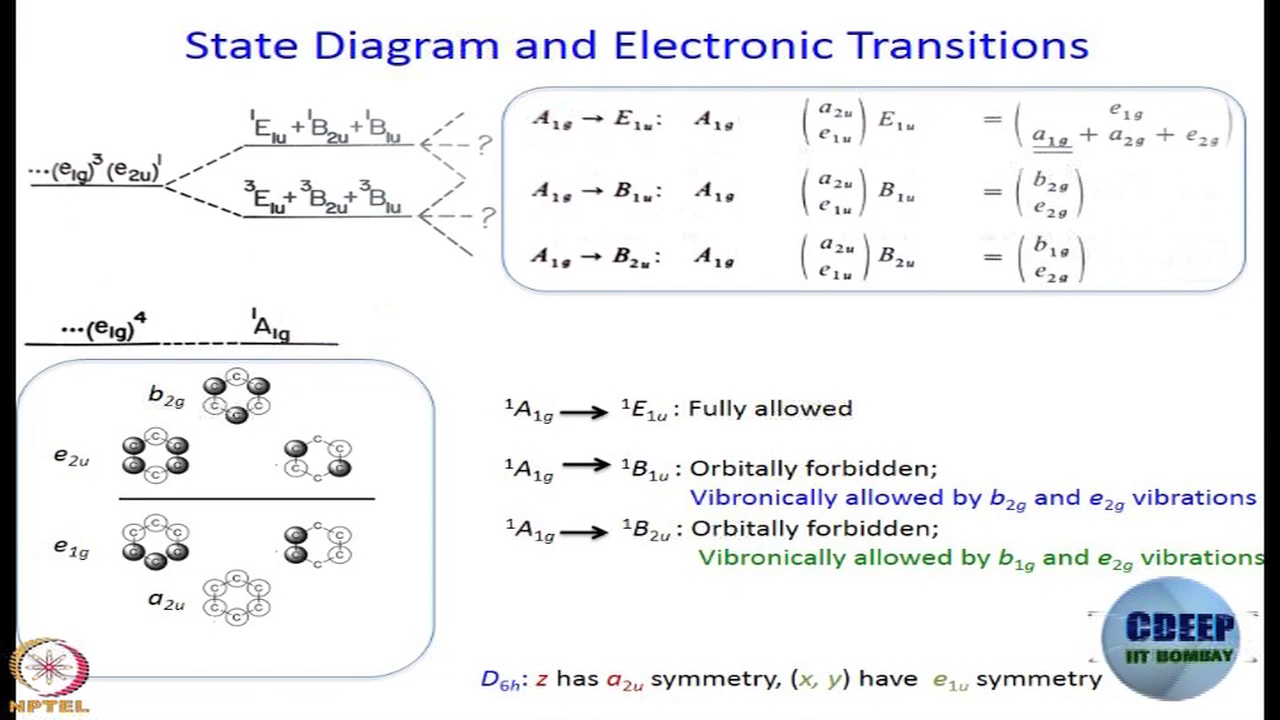 State Diagram and Electronic Transitions
¹E₁ᵤ + ¹B₂ᵤ + ¹B₁ᵤ
?
···(e₁g)³(e₂ᵤ)¹
³E₁ᵤ + ³B₂ᵤ + ³B₁ᵤ
?
···(e₁g)⁴ ¹A₁g
A₁g → E₁ᵤ: A₁g (a₂ᵤ e₁ᵤ) E₁ᵤ = (e₁g a₁g + a₂g + e₂g)
A₁g → B₁ᵤ: A₁g (a₂ᵤ e₁ᵤ) B₁ᵤ = (b₂g e₂g)
A₁g → B₂ᵤ: A₁g (a₂ᵤ e₁ᵤ) B₂ᵤ = (b₁g e₂g)
b₂g
C C C C C C
e₂ᵤ
C C C C C C
C C C C C C
e₁g
C C C C C C
C C C C C C
a₂ᵤ
C C C C C C
¹A₁g → ¹E₁ᵤ : Fully allowed
¹A₁g → ¹B₁ᵤ : Orbitally forbidden;
Vibronically allowed by b₂g and e₂g vibrations
¹A₁g → ¹B₂ᵤ : Orbitally forbidden;
Vibronically allowed by b₁g and e₂g vibrations
D₆ₕ: z has a₂ᵤ symmetry, (x, y) have e₁ᵤ symmetry
CDEEP
IIT BOMBAY
NPTEL